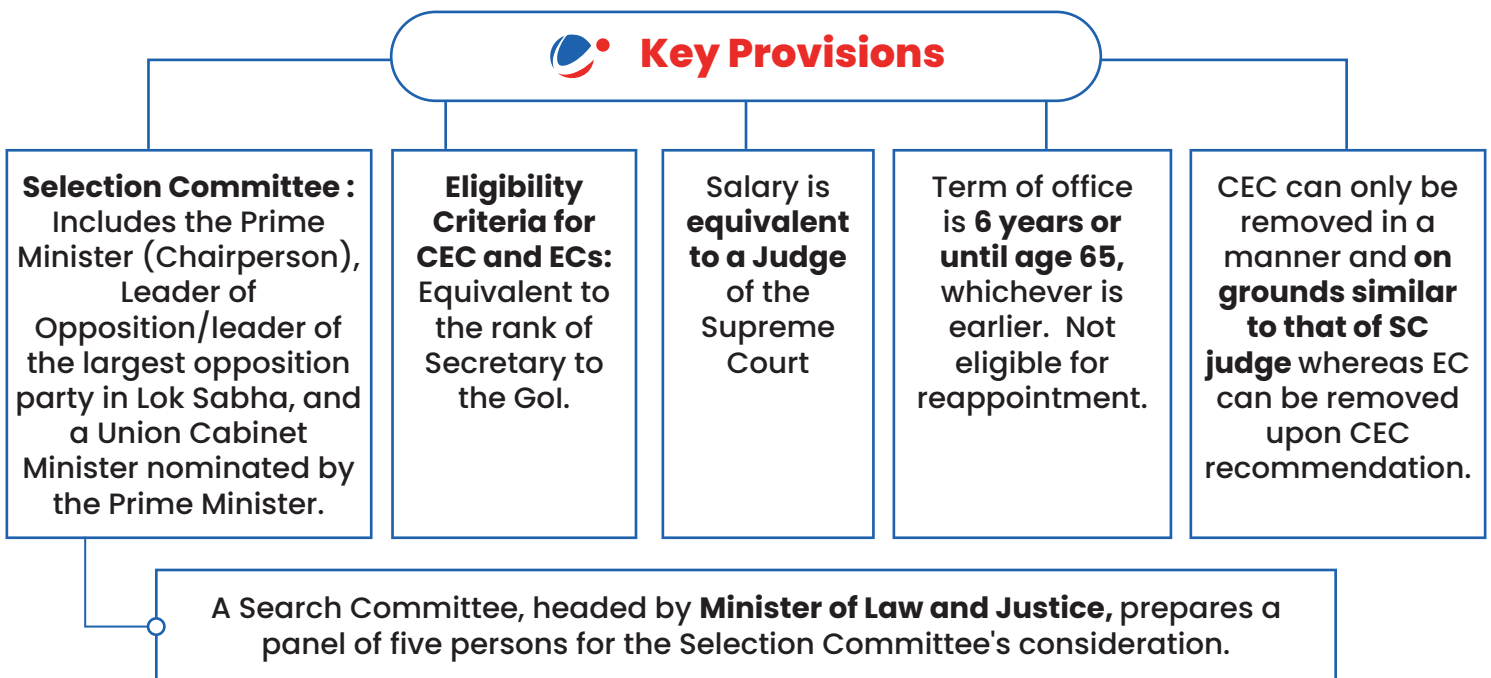 Key Provisions
Selection Committee :
Includes the Prime
Minister (Chairperson),
Leader of
Opposition/leader of
the largest opposition
party in Lok Sabha, and
a Union Cabinet
Minister nominated by
the Prime Minister.
Eligibility
Criteria for
CEC and ECs:
Equivalent to
the rank of
Secretary to
the GoI.
Salary is
equivalent
to a Judge
of the
Supreme
Court
Term of office
is 6 years or
until age 65,
whichever is
earlier. Not
eligible for
reappointment.
CEC can only be
removed in a
manner and on
grounds similar
to that of SC
judge whereas EC
can be removed
upon CEC
recommendation.
A Search Committee, headed by Minister of Law and Justice, prepares a
panel of five persons for the Selection Committee's consideration.